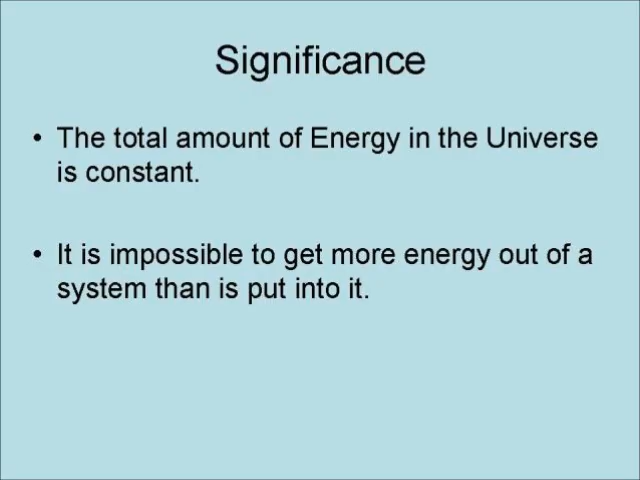 Significance
• The total amount of Energy in the Universe
is constant.
• It is impossible to get more energy out of a
system than is put into it.